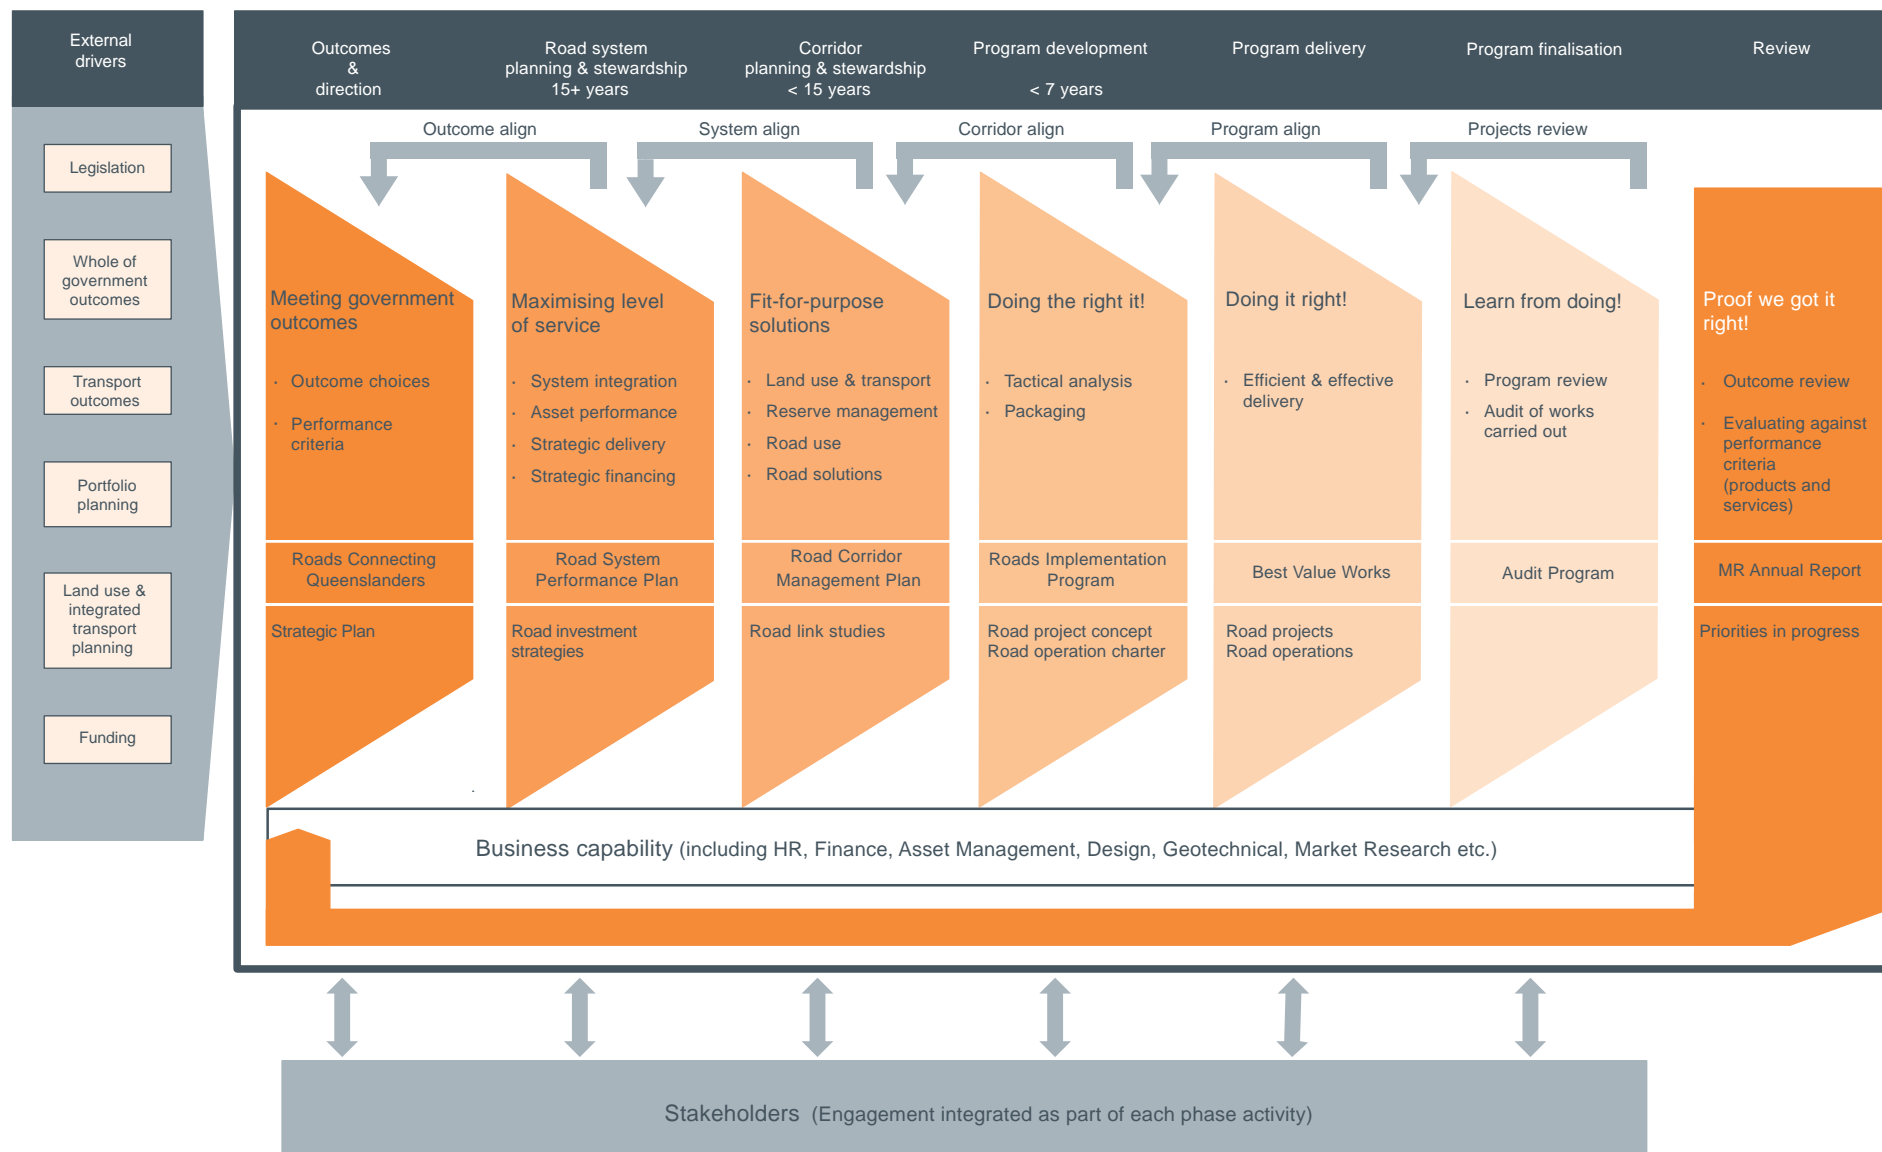 External
drivers
Outcomes
&
direction
Road system
planning & stewardship
15+ years
Corridor
planning & stewardship
< 15 years
Program development
< 7 years
Program delivery
Program finalisation
Review
Outcome align
System align
Corridor align
Program align
Projects review
Legislation
Whole of
government
outcomes
Transport
outcomes
Portfolio
planning
Land use &
integrated
transport
planning
Funding
Meeting government
outcomes
· Outcome choices
· Performance
criteria
Roads Connecting
Queenslanders
Strategic Plan
Maximising level
of service
· System integration
· Asset performance
· Strategic delivery
· Strategic financing
Road System
Performance Plan
Road investment
strategies
Fit-for-purpose
solutions
· Land use & transport
· Reserve management
· Road use
· Road solutions
Road Corridor
Management Plan
Road link studies
Doing the right it!
· Tactical analysis
· Packaging
Roads Implementation
Program
Road project concept
Road operation charter
Doing it right!
· Efficient & effective
delivery
Best Value Works
Road projects
Road operations
Learn from doing!
· Program review
· Audit of works
carried out
Audit Program
Proof we got it
right!
· Outcome review
· Evaluating against
performance
criteria
(products and
services)
MR Annual Report
Priorities in progress
Business capability (including HR, Finance, Asset Management, Design, Geotechnical, Market Research etc.)
Stakeholders (Engagement integrated as part of each phase activity)